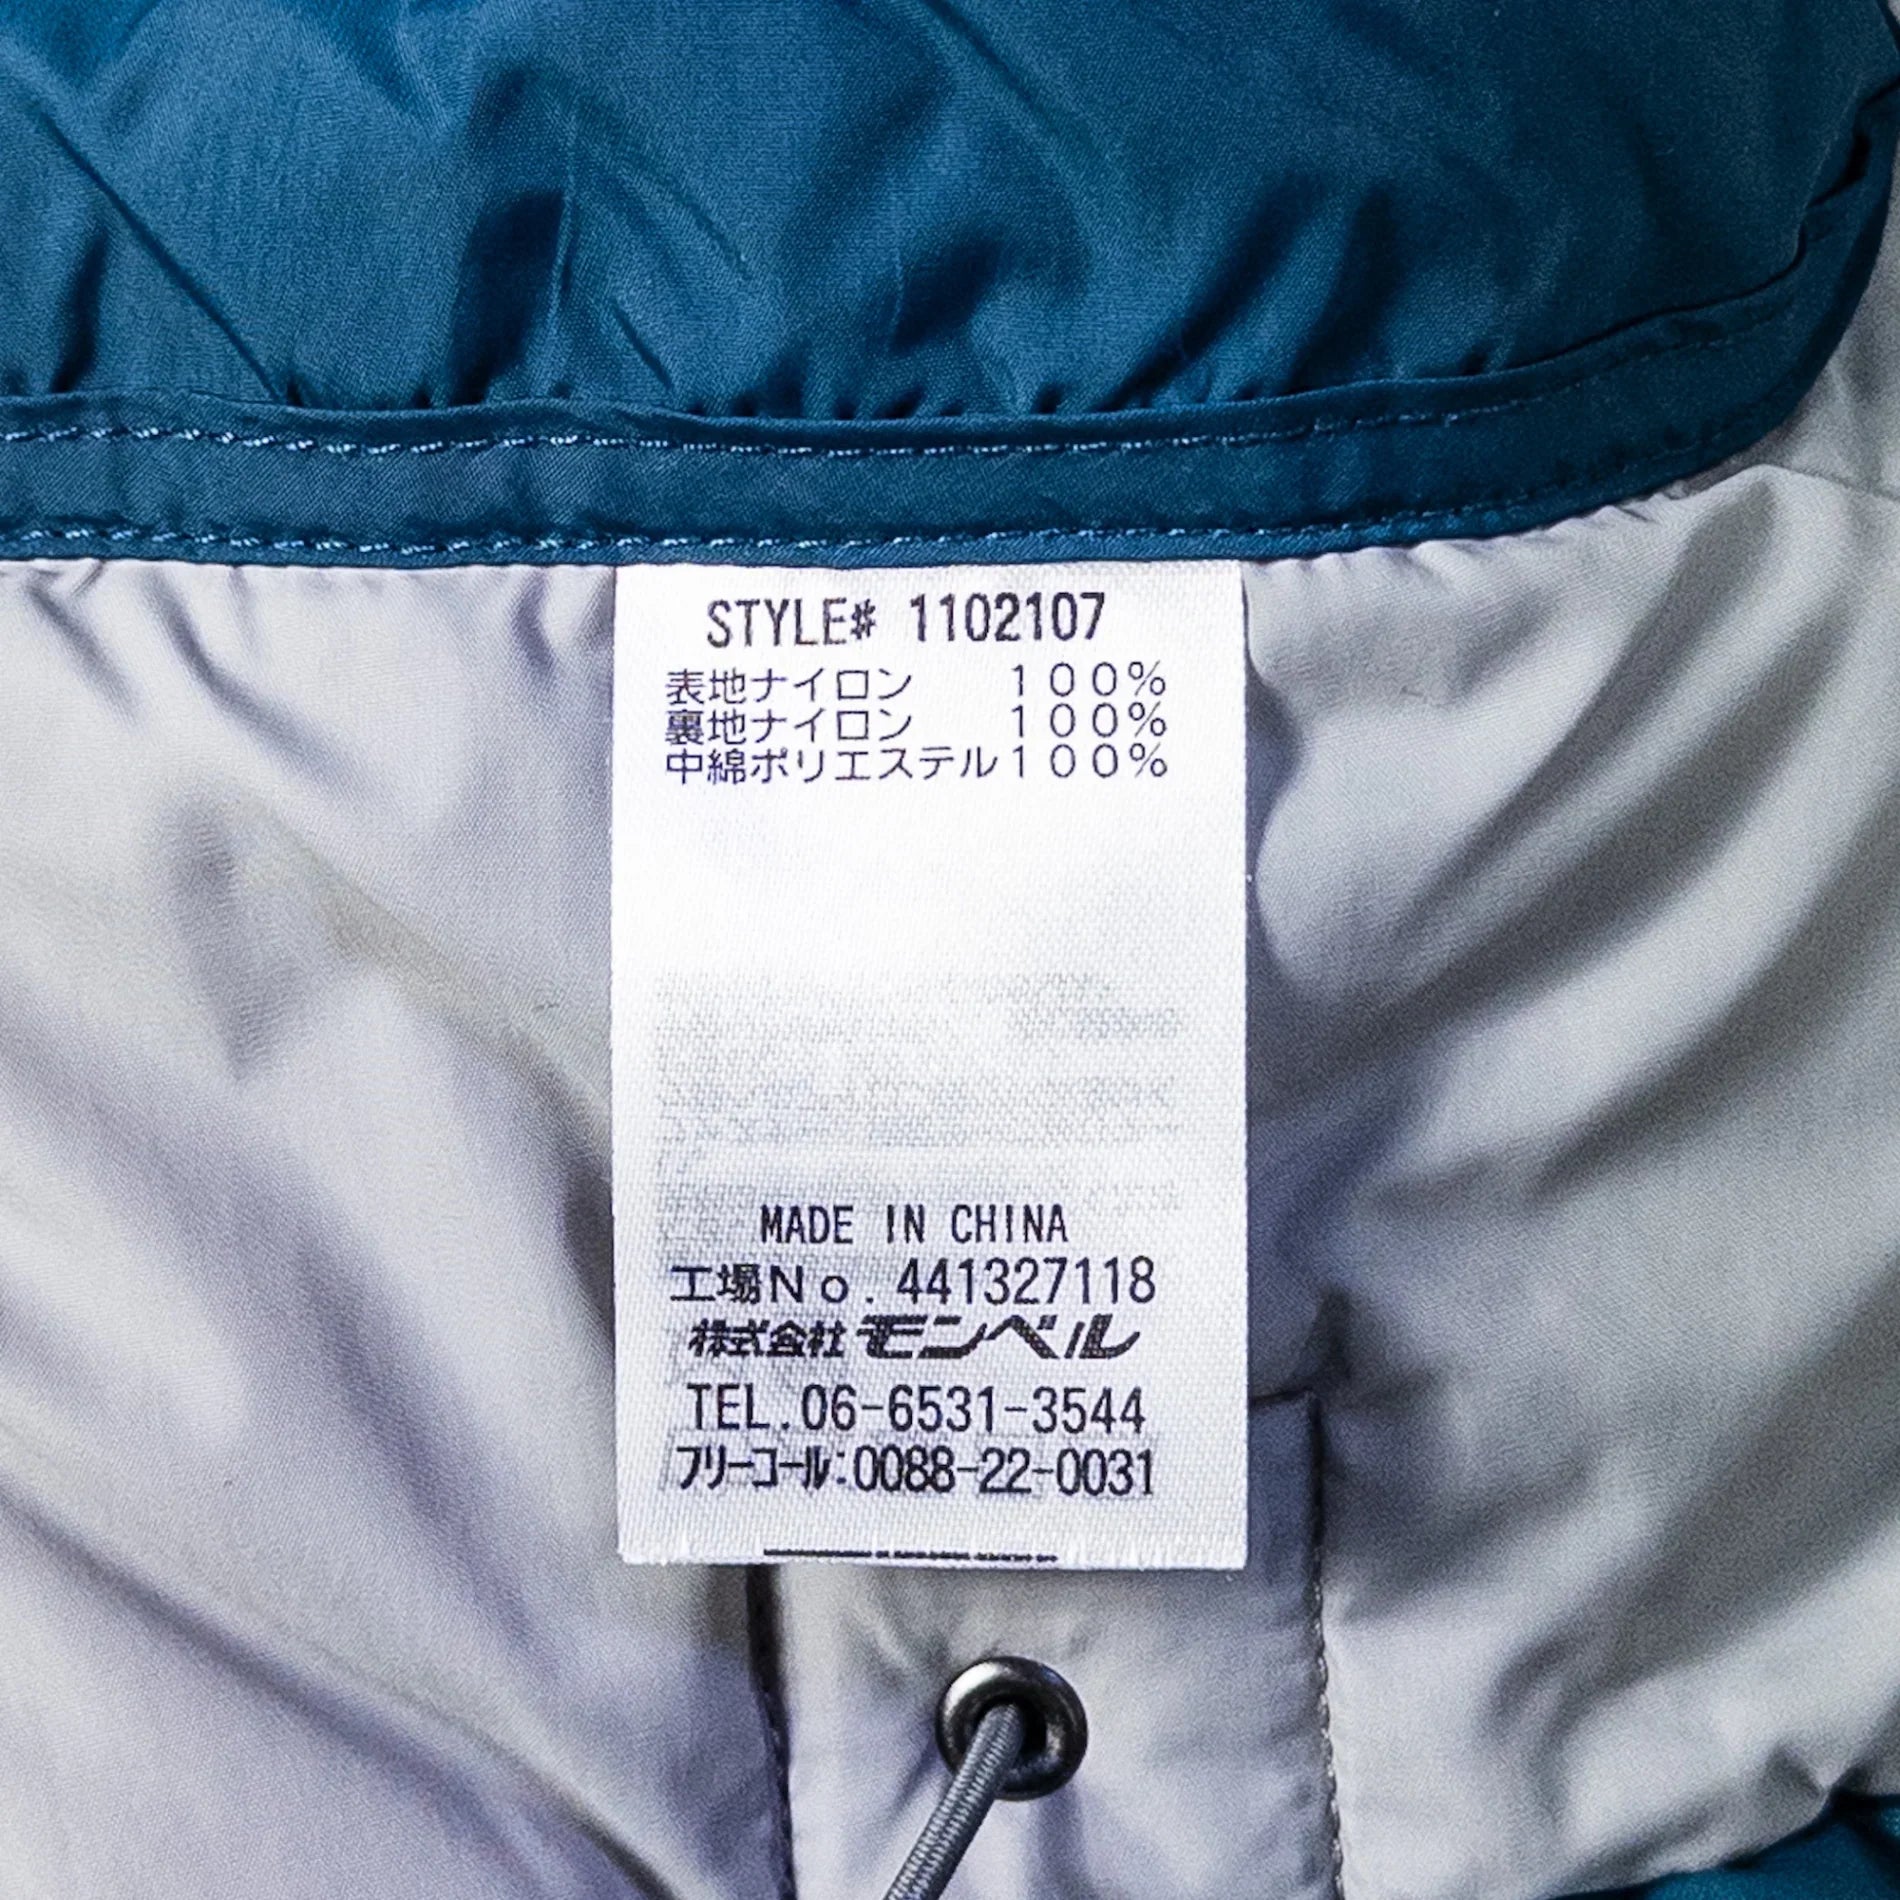 STYLE# 1102107
表地ナイロン　　100%
裏地ナイロン　　100%
中綿ポリエステル100%
MADE IN CHINA
工場No. 441327118
株式会社モンベル
TEL.06-6531-3544
フリーコール:0088-22-0031